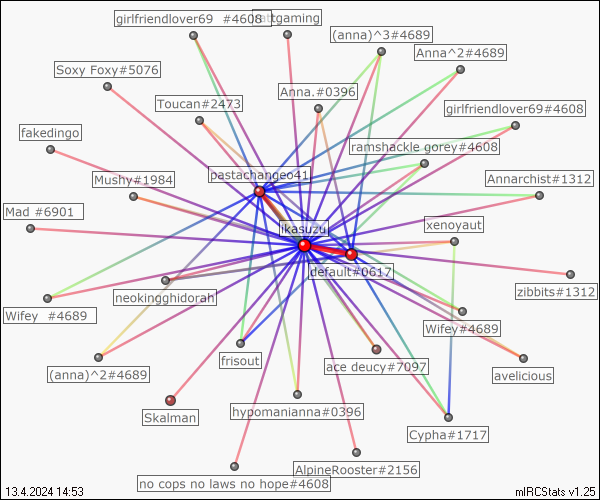 girlfriendlover69  #4608
ttgaming
(anna)^3#4689
Anna^2#4689
Soxy Foxy#5076
Toucan#2473
Anna.#0396
girlfriendlover69#4608
fakedingo
ramshackle gorey#4608
pastachangeo41
Mushy#1984
Annarchist#1312
Mad #6901
ikasuzu
xenoyaut
default#0617
zibbits#1312
neokingghidorah
Wifey  #4689
Wifey#4689
frisout
ace deucy#7097
(anna)^2#4689
avelicious
Skalman
hypomanianna#0396
Cypha#1717
AlpineRooster#2156
no cops no laws no hope#4608
13.4.2024 14:53
mIRCStats v1.25